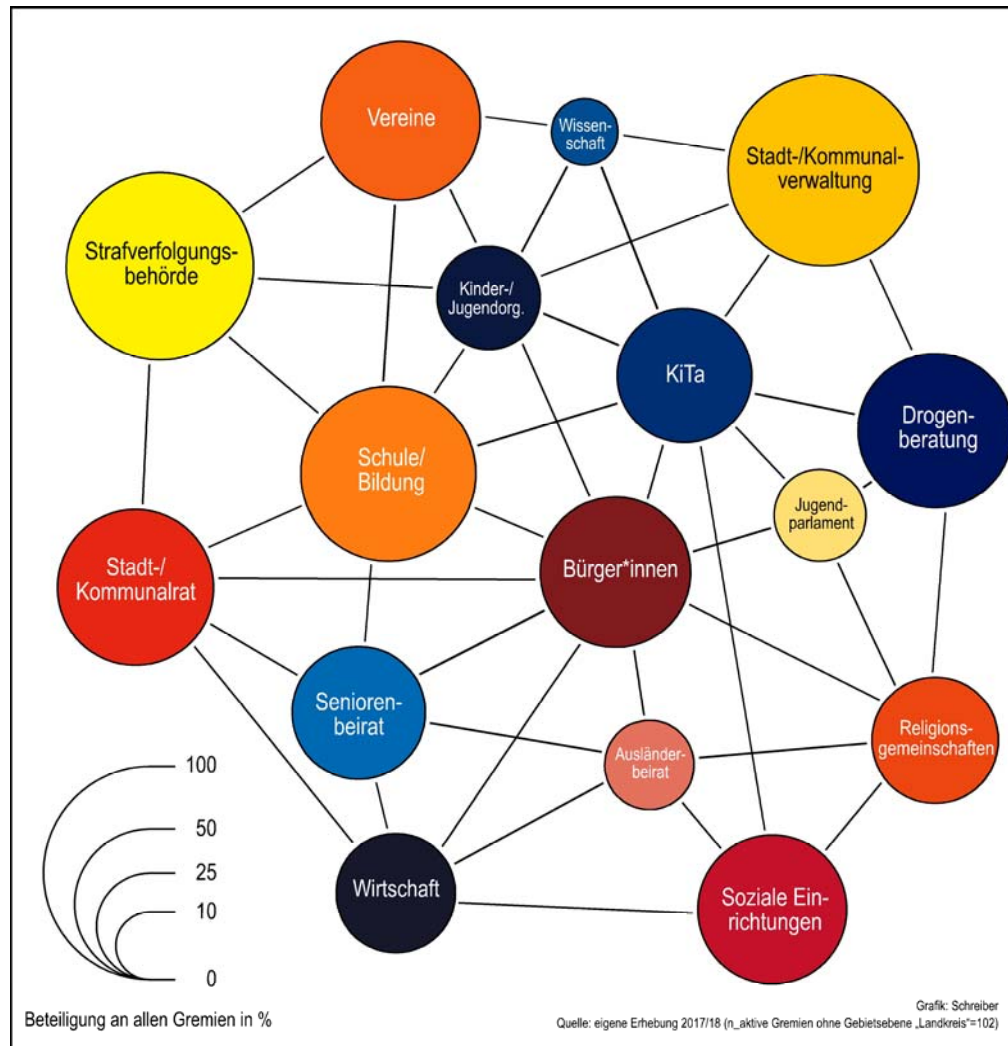 Vereine
Wissen-
schaft
Stadt-/Kommunal-
verwaltung
Strafverfolgungs-
behörde
Kinder-/
Jugendorg.
KiTa
Drogen-
beratung
Schule/
Bildung
Jugend-
parlament
Stadt-/
Kommunalrat
Bürger*innen
Senioren-
beirat
Ausländer-
beirat
Religions-
gemeinschaften
100
50
25
10
0
Wirtschaft
Soziale Ein-
richtungen
Beteiligung an allen Gremien in %
Grafik: Schreiber
Quelle: eigene Erhebung 2017/18 (n_aktive Gremien ohne Gebietsebene „Landkreis“=102)